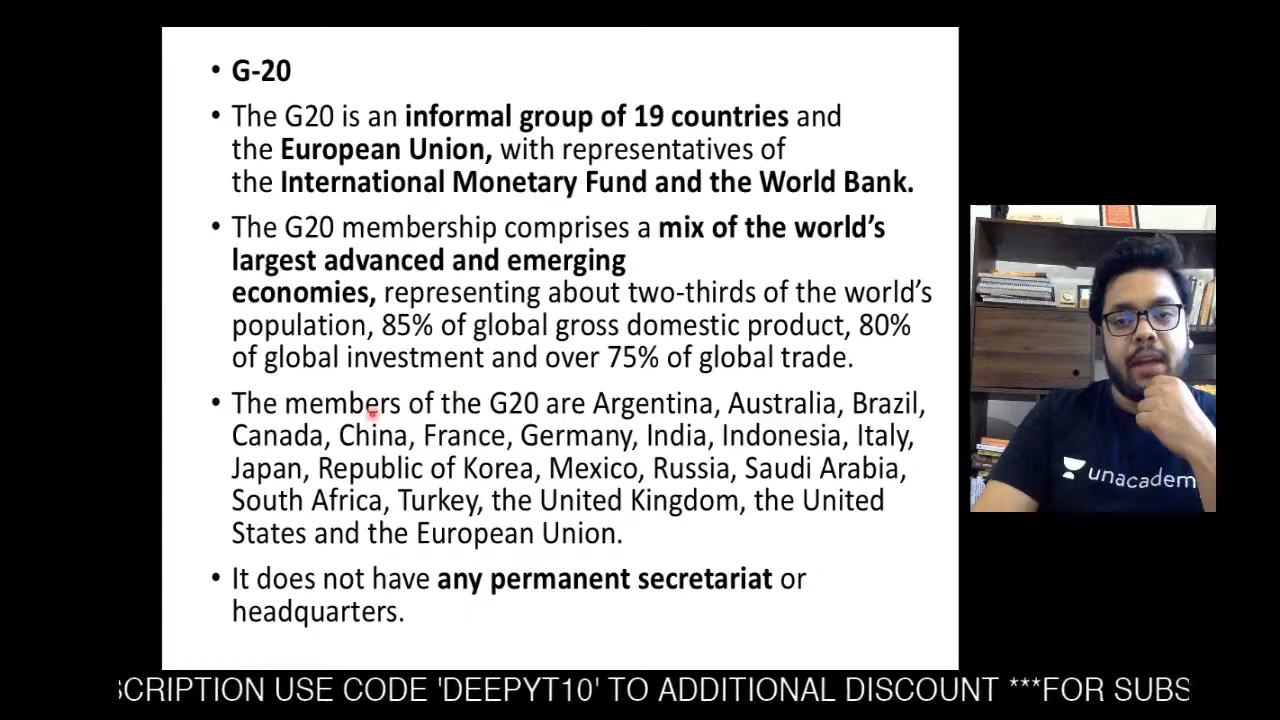 • G-20
• The G20 is an informal group of 19 countries and
the European Union, with representatives of
the International Monetary Fund and the World Bank.
• The G20 membership comprises a mix of the world's
largest advanced and emerging
economies, representing about two-thirds of the world's
population, 85% of global gross domestic product, 80%
of global investment and over 75% of global trade.
• The members of the G20 are Argentina, Australia, Brazil,
Canada, China, France, Germany, India, Indonesia, Italy,
Japan, Republic of Korea, Mexico, Russia, Saudi Arabia,
South Africa, Turkey, the United Kingdom, the United
States and the European Union.
• It does not have any permanent secretariat or
headquarters.
unacadem
SCRIPTION USE CODE 'DEEPYT10' TO ADDITIONAL DISCOUNT ***FOR SUBS